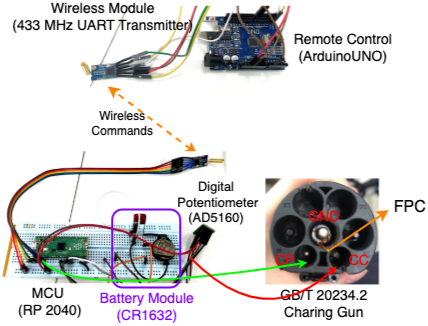 Wireless Module
(433 MHz UART Transmitter)
Remote Control
(ArduinoUNO)
Wireless
Commands
Digital
Potentiometer
(AD5160)
FPC
GND
CP
CC
MCU
(RP 2040)
Battery Module
(CR1632)
GB/T 20234.2
Charing Gun